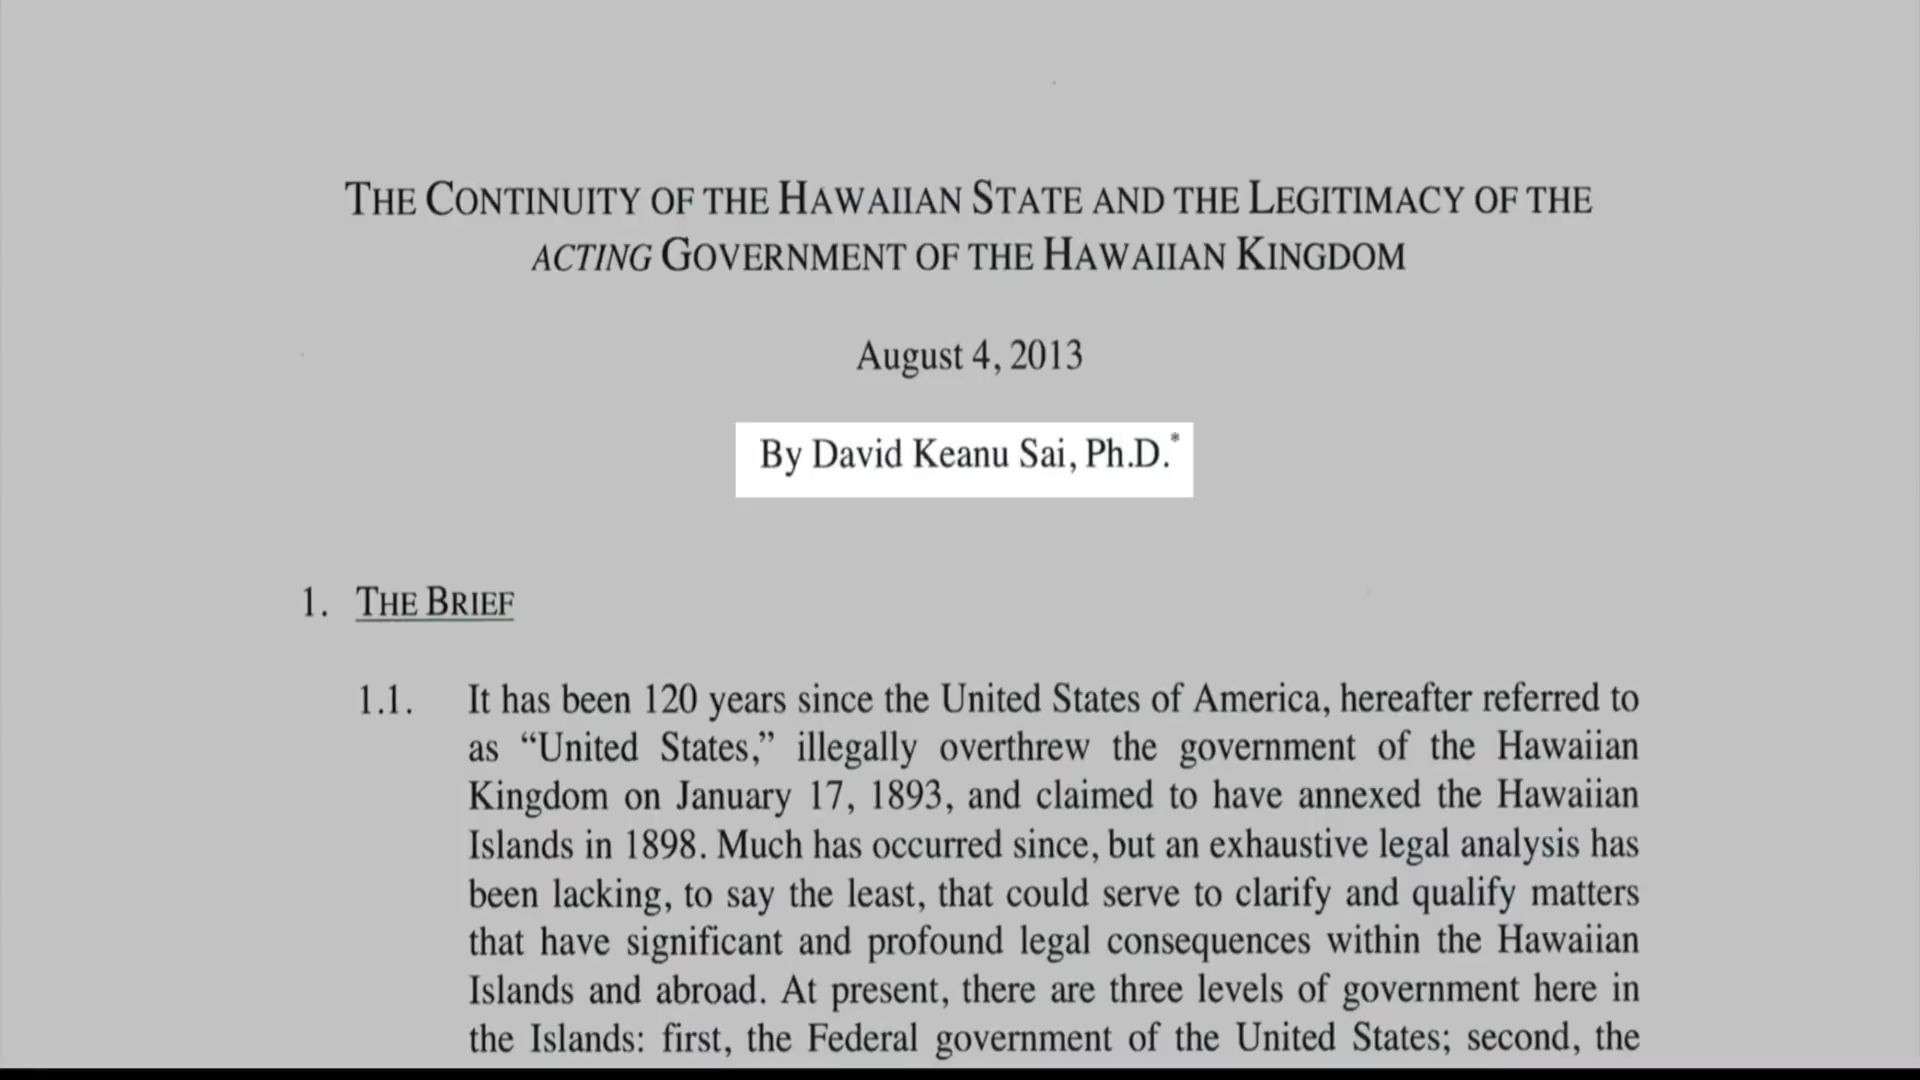 THE CONTINUITY OF THE HAWAIIAN STATE AND THE LEGITIMACY OF THE
ACTING GOVERNMENT OF THE HAWAIIAN KINGDOM
August 4, 2013
By David Keanu Sai, Ph.D.*
1. THE BRIEF
1.1. It has been 120 years since the United States of America, hereafter referred to
as “United States,” illegally overthrew the government of the Hawaiian
Kingdom on January 17, 1893, and claimed to have annexed the Hawaiian
Islands in 1898. Much has occurred since, but an exhaustive legal analysis has
been lacking, to say the least, that could serve to clarify and qualify matters
that have significant and profound legal consequences within the Hawaiian
Islands and abroad. At present, there are three levels of government here in
the Islands: first, the Federal government of the United States; second, the